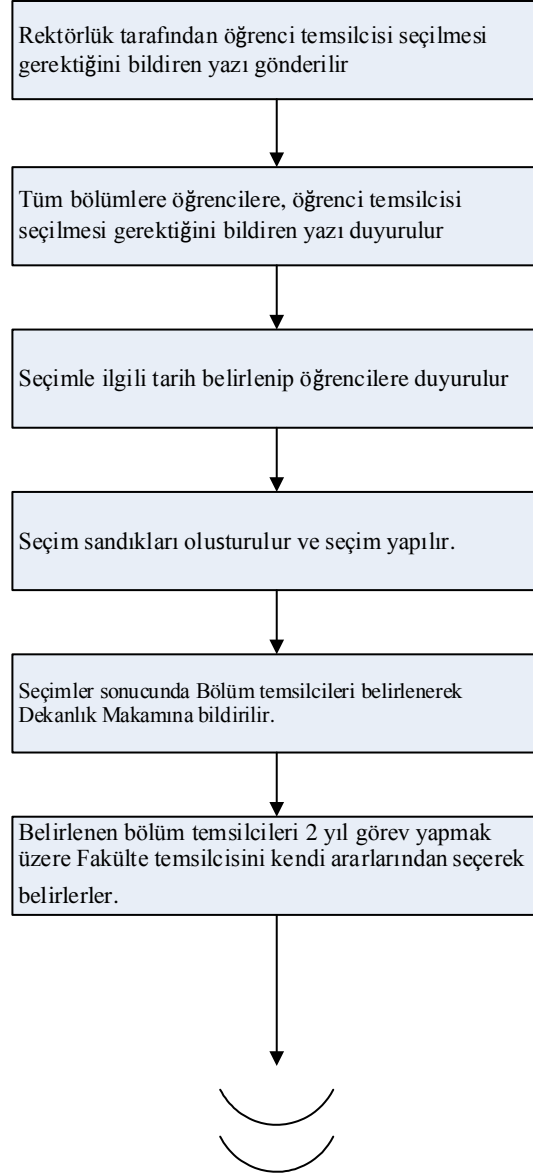 Rektörlük tarafından öğrenci temsilcisi seçilmesi
gerektiğini bildiren yazı gönderilir
Tüm bölümlere öğrencilere, öğrenci temsilcisi
seçilmesi gerektiğini bildiren yazı duyurulur
Seçimle ilgili tarih belirlenip öğrencilere duyurulur
Seçim sandıkları oluşturulur ve seçim yapılır.
Seçimler sonucunda Bölüm temsilcileri belirlenerek
Dekanlık Makamına bildirilir.
Belirlenen bölüm temsilcileri 2 yıl görev yapmak
üzere Fakülte temsilcisini kendi ararlarından seçerek
belirlerler.